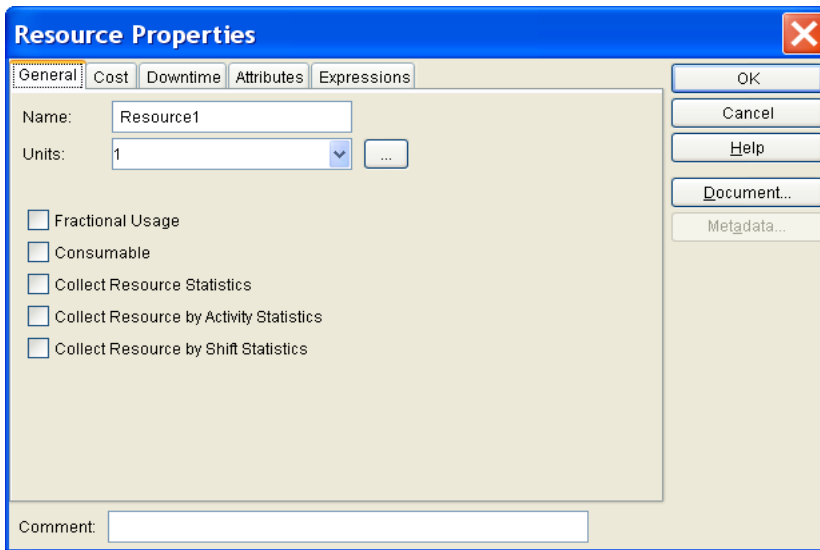 Resource Properties
General Cost Downtime Attributes Expressions
OK
Name: Resource1
Cancel
Units: 1 ...
Help
Document...
Metadata...
Fractional Usage
Consumable
Collect Resource Statistics
Collect Resource by Activity Statistics
Collect Resource by Shift Statistics
Comment: